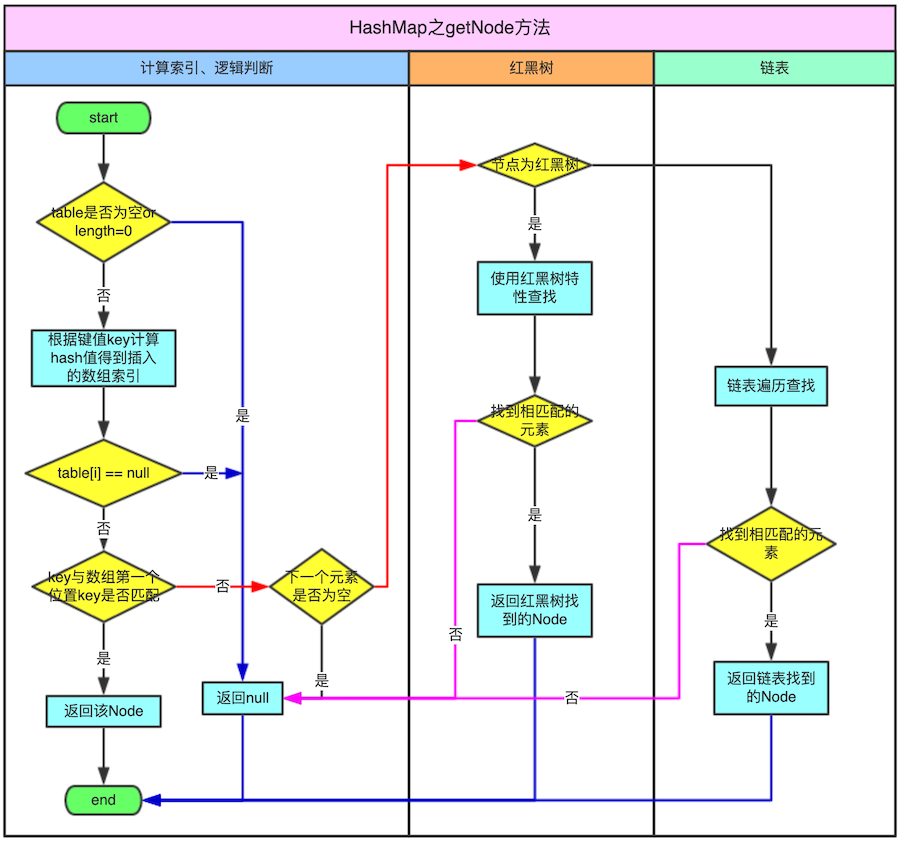 HashMap之getNode方法
计算索引、逻辑判断
红黑树
链表
start
节点为红黑树
table是否为空or
length=0
是
使用红黑树特
性查找
否
根据键值key计算
hash值得到插入
的数组索引
链表遍历查找
是
找到相匹配的
元素
table[i] == null
是
是
否
找到相匹配的元
素
key与数组第一个
位置key是否匹配
否
下一个元素
是否为空
返回红黑树找
到的Node
否
是
是
是
返回该Node
返回null
否
返回链表找到
的Node
end